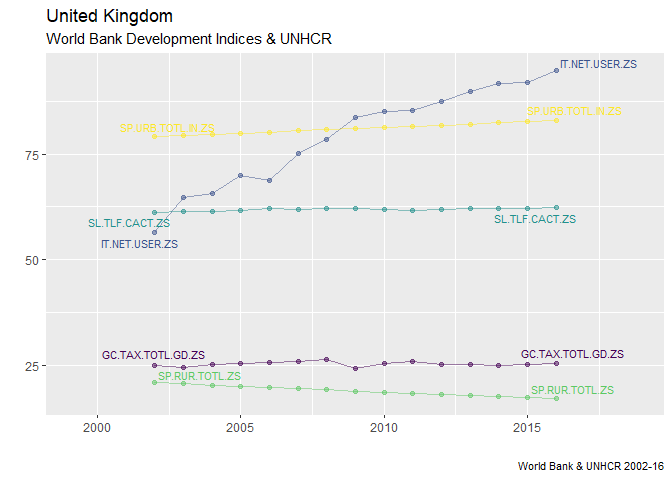 United Kingdom
World Bank Development Indices & UNHCR
IT.NET.USER.ZS
SP.URB.TOTL.IN.ZS
SP.URB.TOTL.IN.ZS
75
SL.TLF.CACT.ZS
SL.TLF.CACT.ZS
IT.NET.USER.ZS
50
GC.TAX.TOTL.GD.ZS
GC.TAX.TOTL.GD.ZS
25
SP.RUR.TOTL.ZS
SP.RUR.TOTL.ZS
2000 2005 2010 2015
World Bank & UNHCR 2002-16